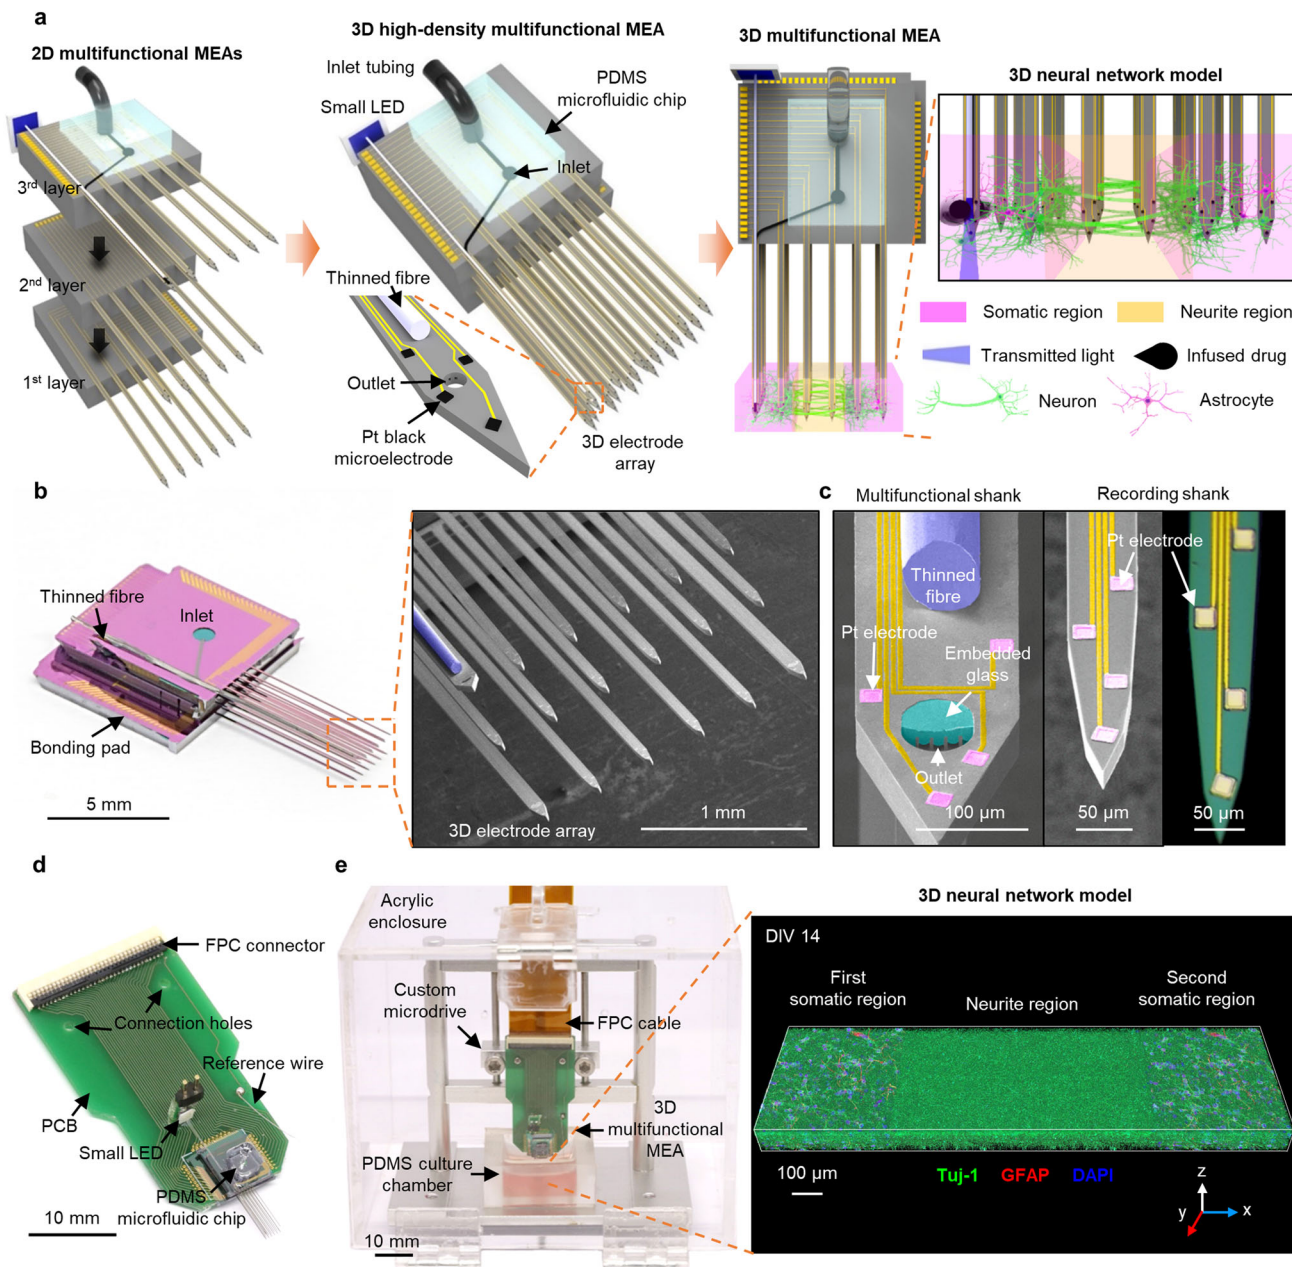 a
2D multifunctional MEAs
3rd layer
2nd layer
1st layer
3D high-density multifunctional MEA
Inlet tubing
Small LED
PDMS
microfluidic chip
Inlet
Thinned fibre
Outlet
Pt black
microelectrode
3D electrode
array
3D multifunctional MEA
3D neural network model
Somatic region
Neurite region
Transmitted light
Infused drug
Neuron
Astrocyte
b
Thinned fibre
Inlet
Bonding pad
5 mm
3D electrode array
1 mm
c
Multifunctional shank
Recording shank
Thinned
fibre
Pt electrode
Embedded
glass
Outlet
100 μm
Pt electrode
50 μm
50 μm
d
FPC connector
Connection holes
Reference wire
PCB
Small LED
PDMS
microfluidic chip
10 mm
e
Acrylic
enclosure
Custom
microdrive
FPC cable
3D
multifunctional
MEA
PDMS culture
chamber
10 mm
3D neural network model
DIV 14
First
somatic region
Neurite region
Second
somatic region
100 μm
Tuj-1 GFAP DAPI
z
y
x